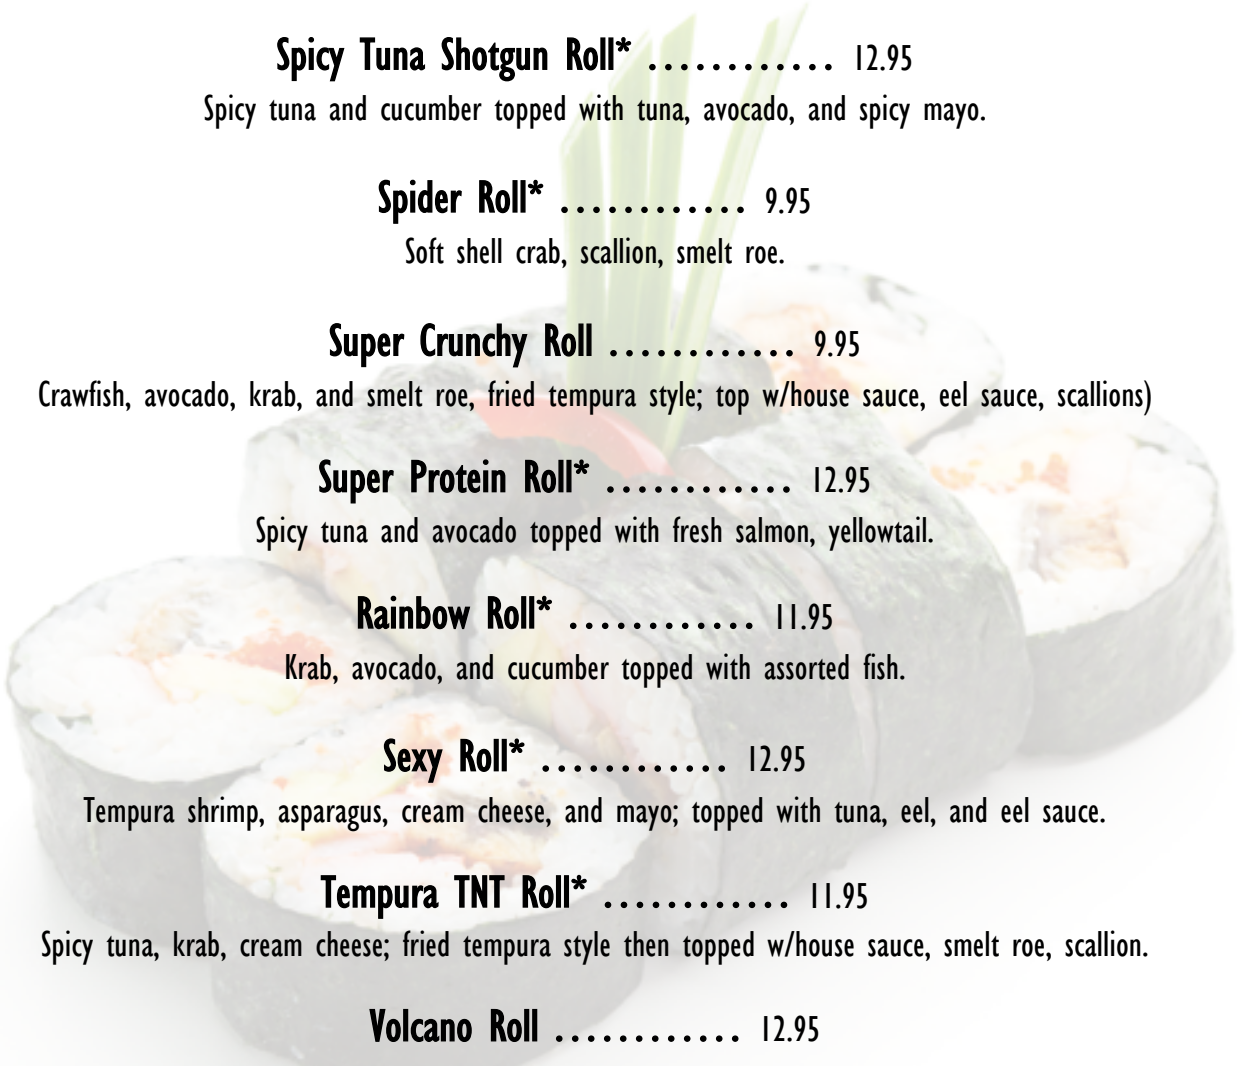 Spicy Tuna Shotgun Roll* ............ 12.95
Spicy tuna and cucumber topped with tuna, avocado, and spicy mayo.
Spider Roll* ............ 9.95
Soft shell crab, scallion, smelt roe.
Super Crunchy Roll ............ 9.95
Crawfish, avocado, krab, and smelt roe, fried tempura style; top w/house sauce, eel sauce, scallions)
Super Protein Roll* ............ 12.95
Spicy tuna and avocado topped with fresh salmon, yellowtail.
Rainbow Roll* ............ 11.95
Krab, avocado, and cucumber topped with assorted fish.
Sexy Roll* ............ 12.95
Tempura shrimp, asparagus, cream cheese, and mayo; topped with tuna, eel, and eel sauce.
Tempura TNT Roll* ............ 11.95
Spicy tuna, krab, cream cheese; fried tempura style then topped w/house sauce, smelt roe, scallion.
Volcano Roll ............ 12.95